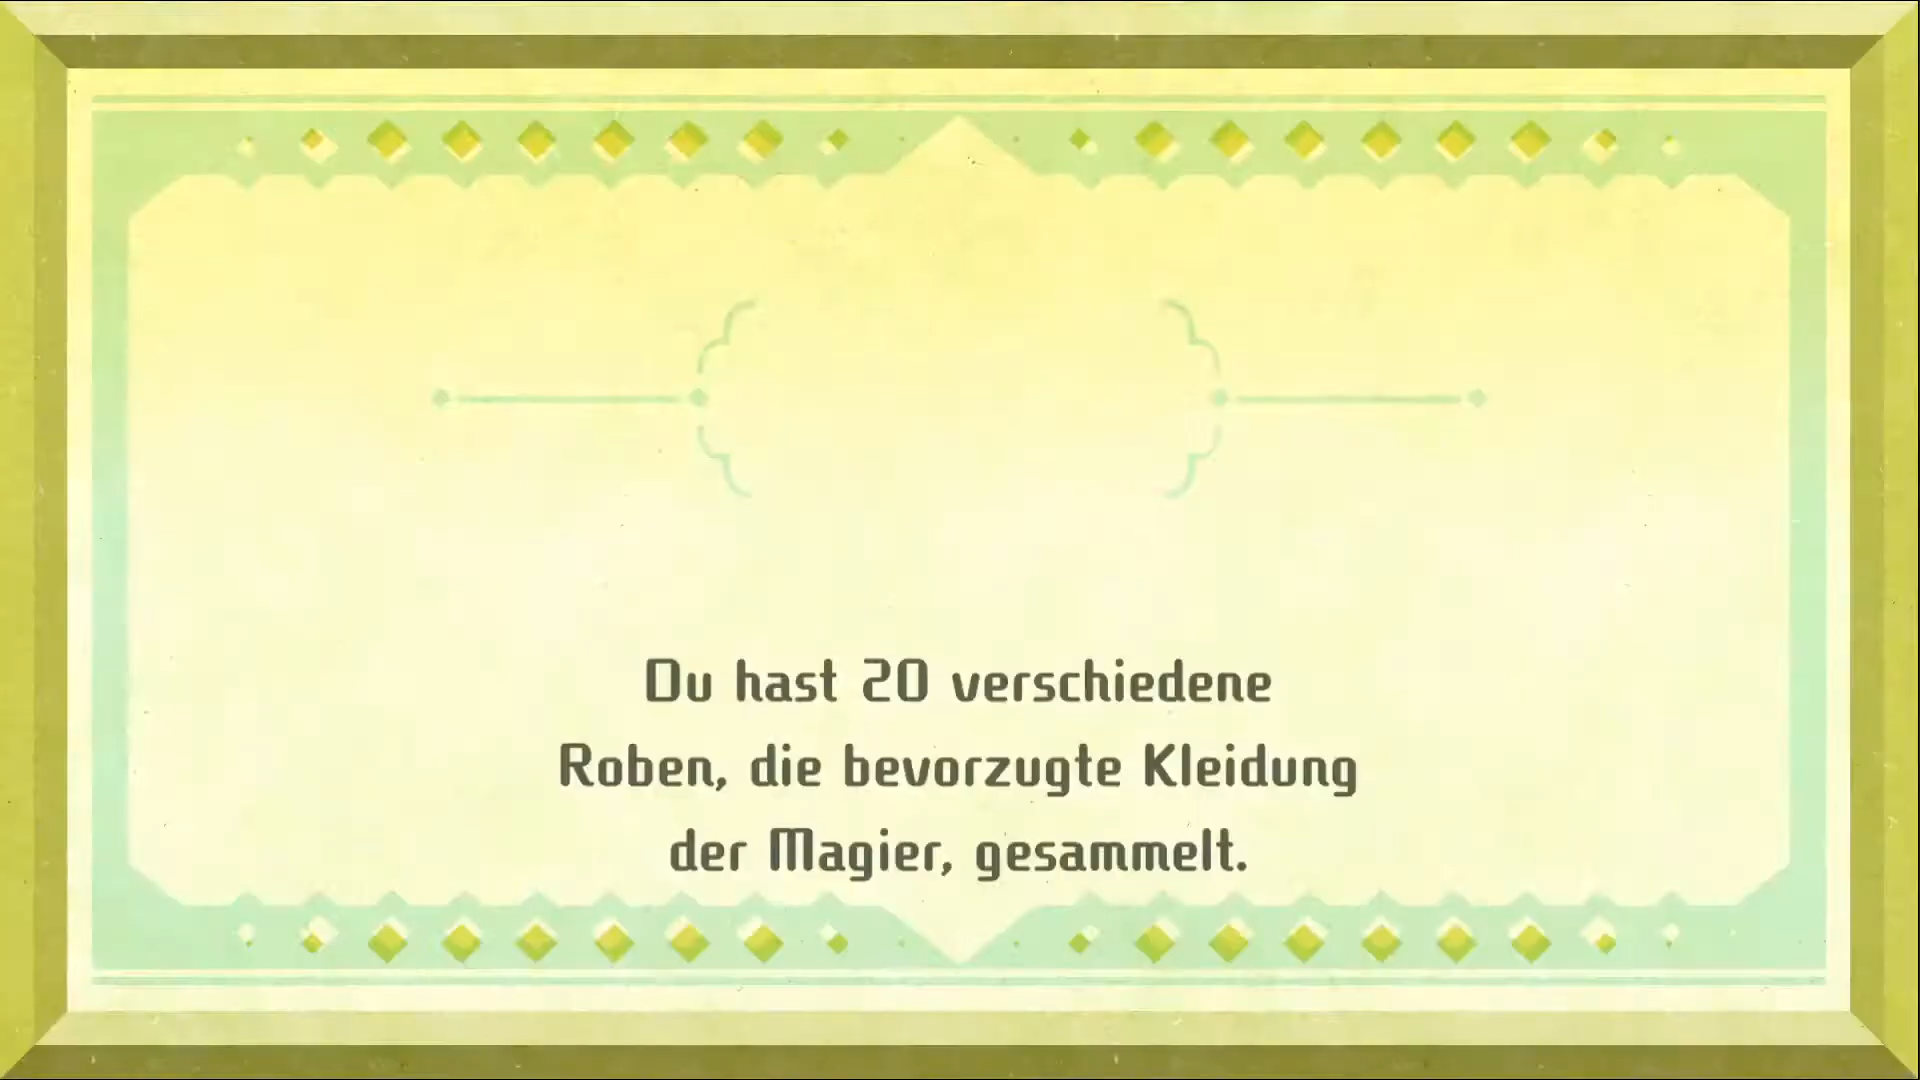 Du hast 20 verschiedene
Roben, die bevorzugte Kleidung
der Magier, gesammelt.